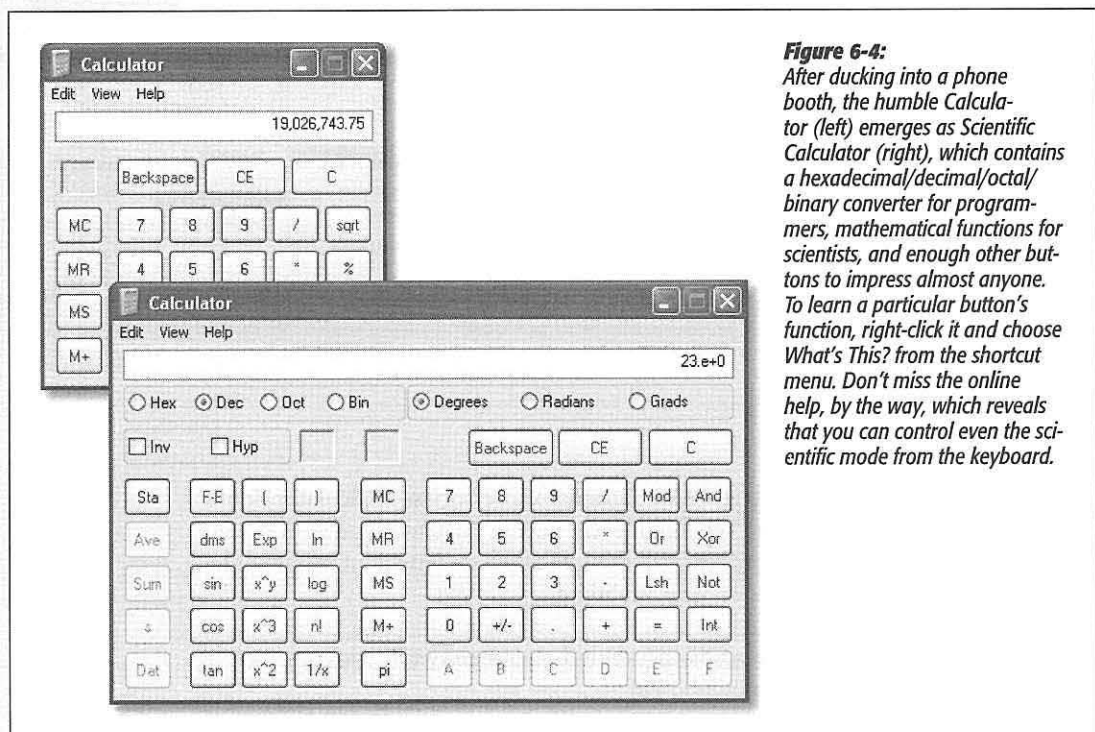 Calculator
Edit View Help
19,026,743.75
Backspace CE C
MC 7 8 9 / sqrt
MR 4 5 6 * %
MS
M+
Calculator
Edit View Help
23.e+0
Hex Dec Oct Bin Degrees Radians Grads
Inv Hyp Backspace CE C
Sta F-E ( ) MC 7 8 9 / Mod And
Ave dms Exp ln MR 4 5 6 * Or Xor
Sum sin x^y log MS 1 2 3 - Lsh Not
s cos x^3 n! M+ 0 +/- . + = Int
Dat tan x^2 1/x pi A B C D E F
Figure 6-4:
After ducking into a phone
booth, the humble Calcula-
tor (left) emerges as Scientific
Calculator (right), which contains
a hexadecimal/decimal/octal/
binary converter for program-
mers, mathematical functions for
scientists, and enough other but-
tons to impress almost anyone.
To learn a particular button's
function, right-click it and choose
What's This? from the shortcut
menu. Don't miss the online
help, by the way, which reveals
that you can control even the sci-
entific mode from the keyboard.